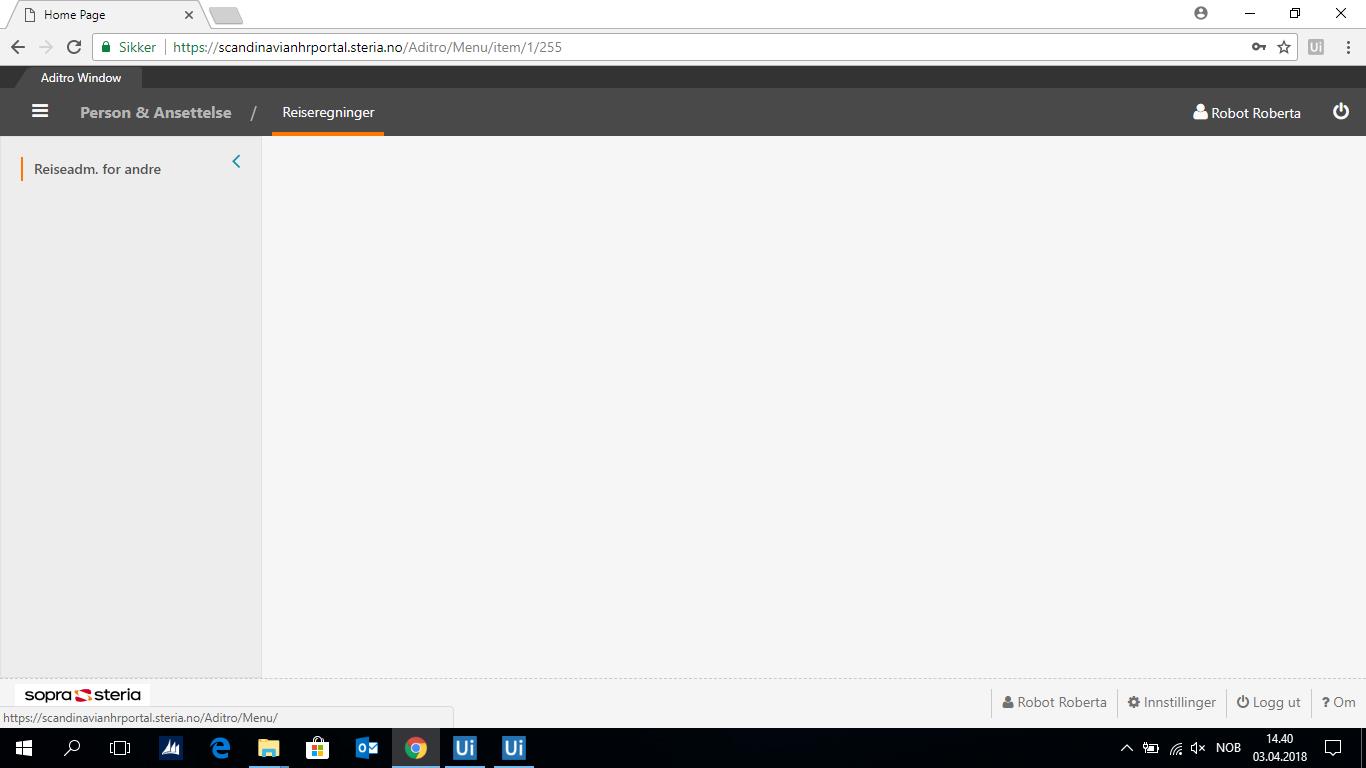 Home Page
Sikker https://scandinavianhrportal.steria.no/Aditro/Menu/item/1/255
Ui
Aditro Window
Person & Ansettelse / Reiseregninger
Robot Roberta
Reiseadm. for andre
sopra steria
Robot Roberta
Innstillinger
Logg ut
? Om
https://scandinavianhrportal.steria.no/Aditro/Menu/
Ui
Ui
NOB
14.40
03.04.2018